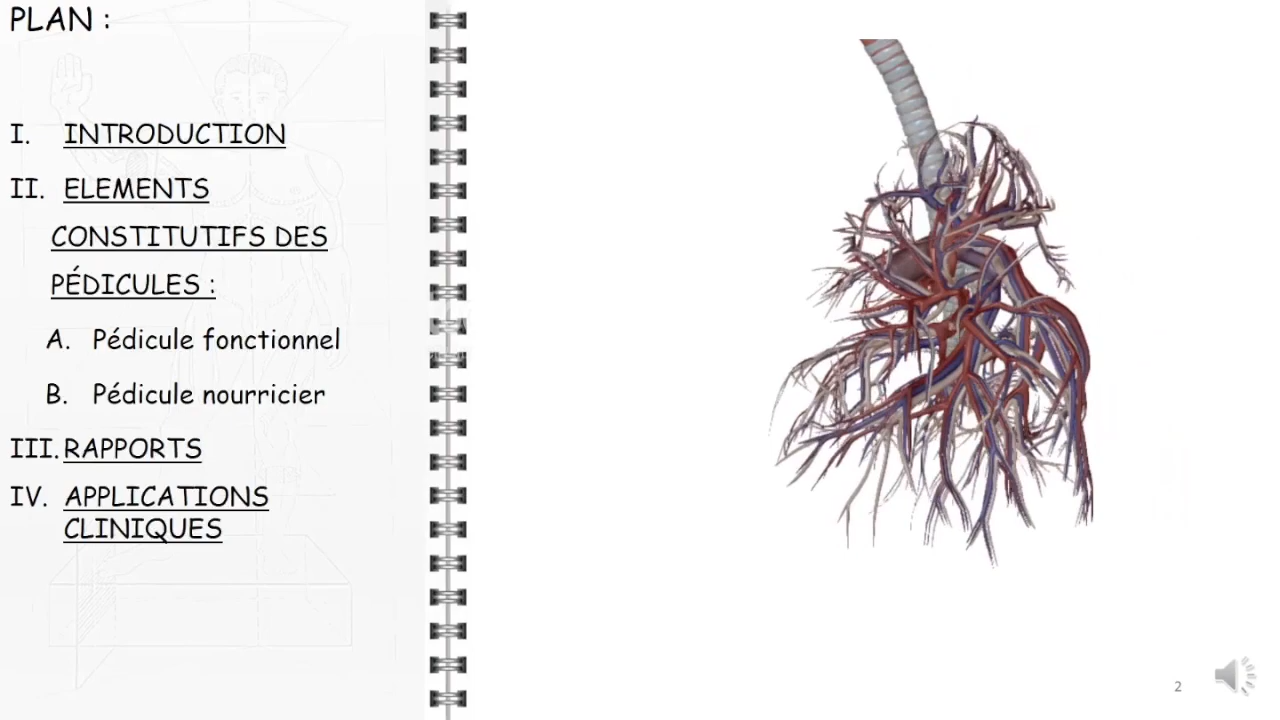 PLAN :
I. INTRODUCTION
II. ELEMENTS
CONSTITUTIFS DES
PÉDICULES :
A. Pédicule fonctionnel
B. Pédicule nourricier
III. RAPPORTS
IV. APPLICATIONS
CLINIQUES
2